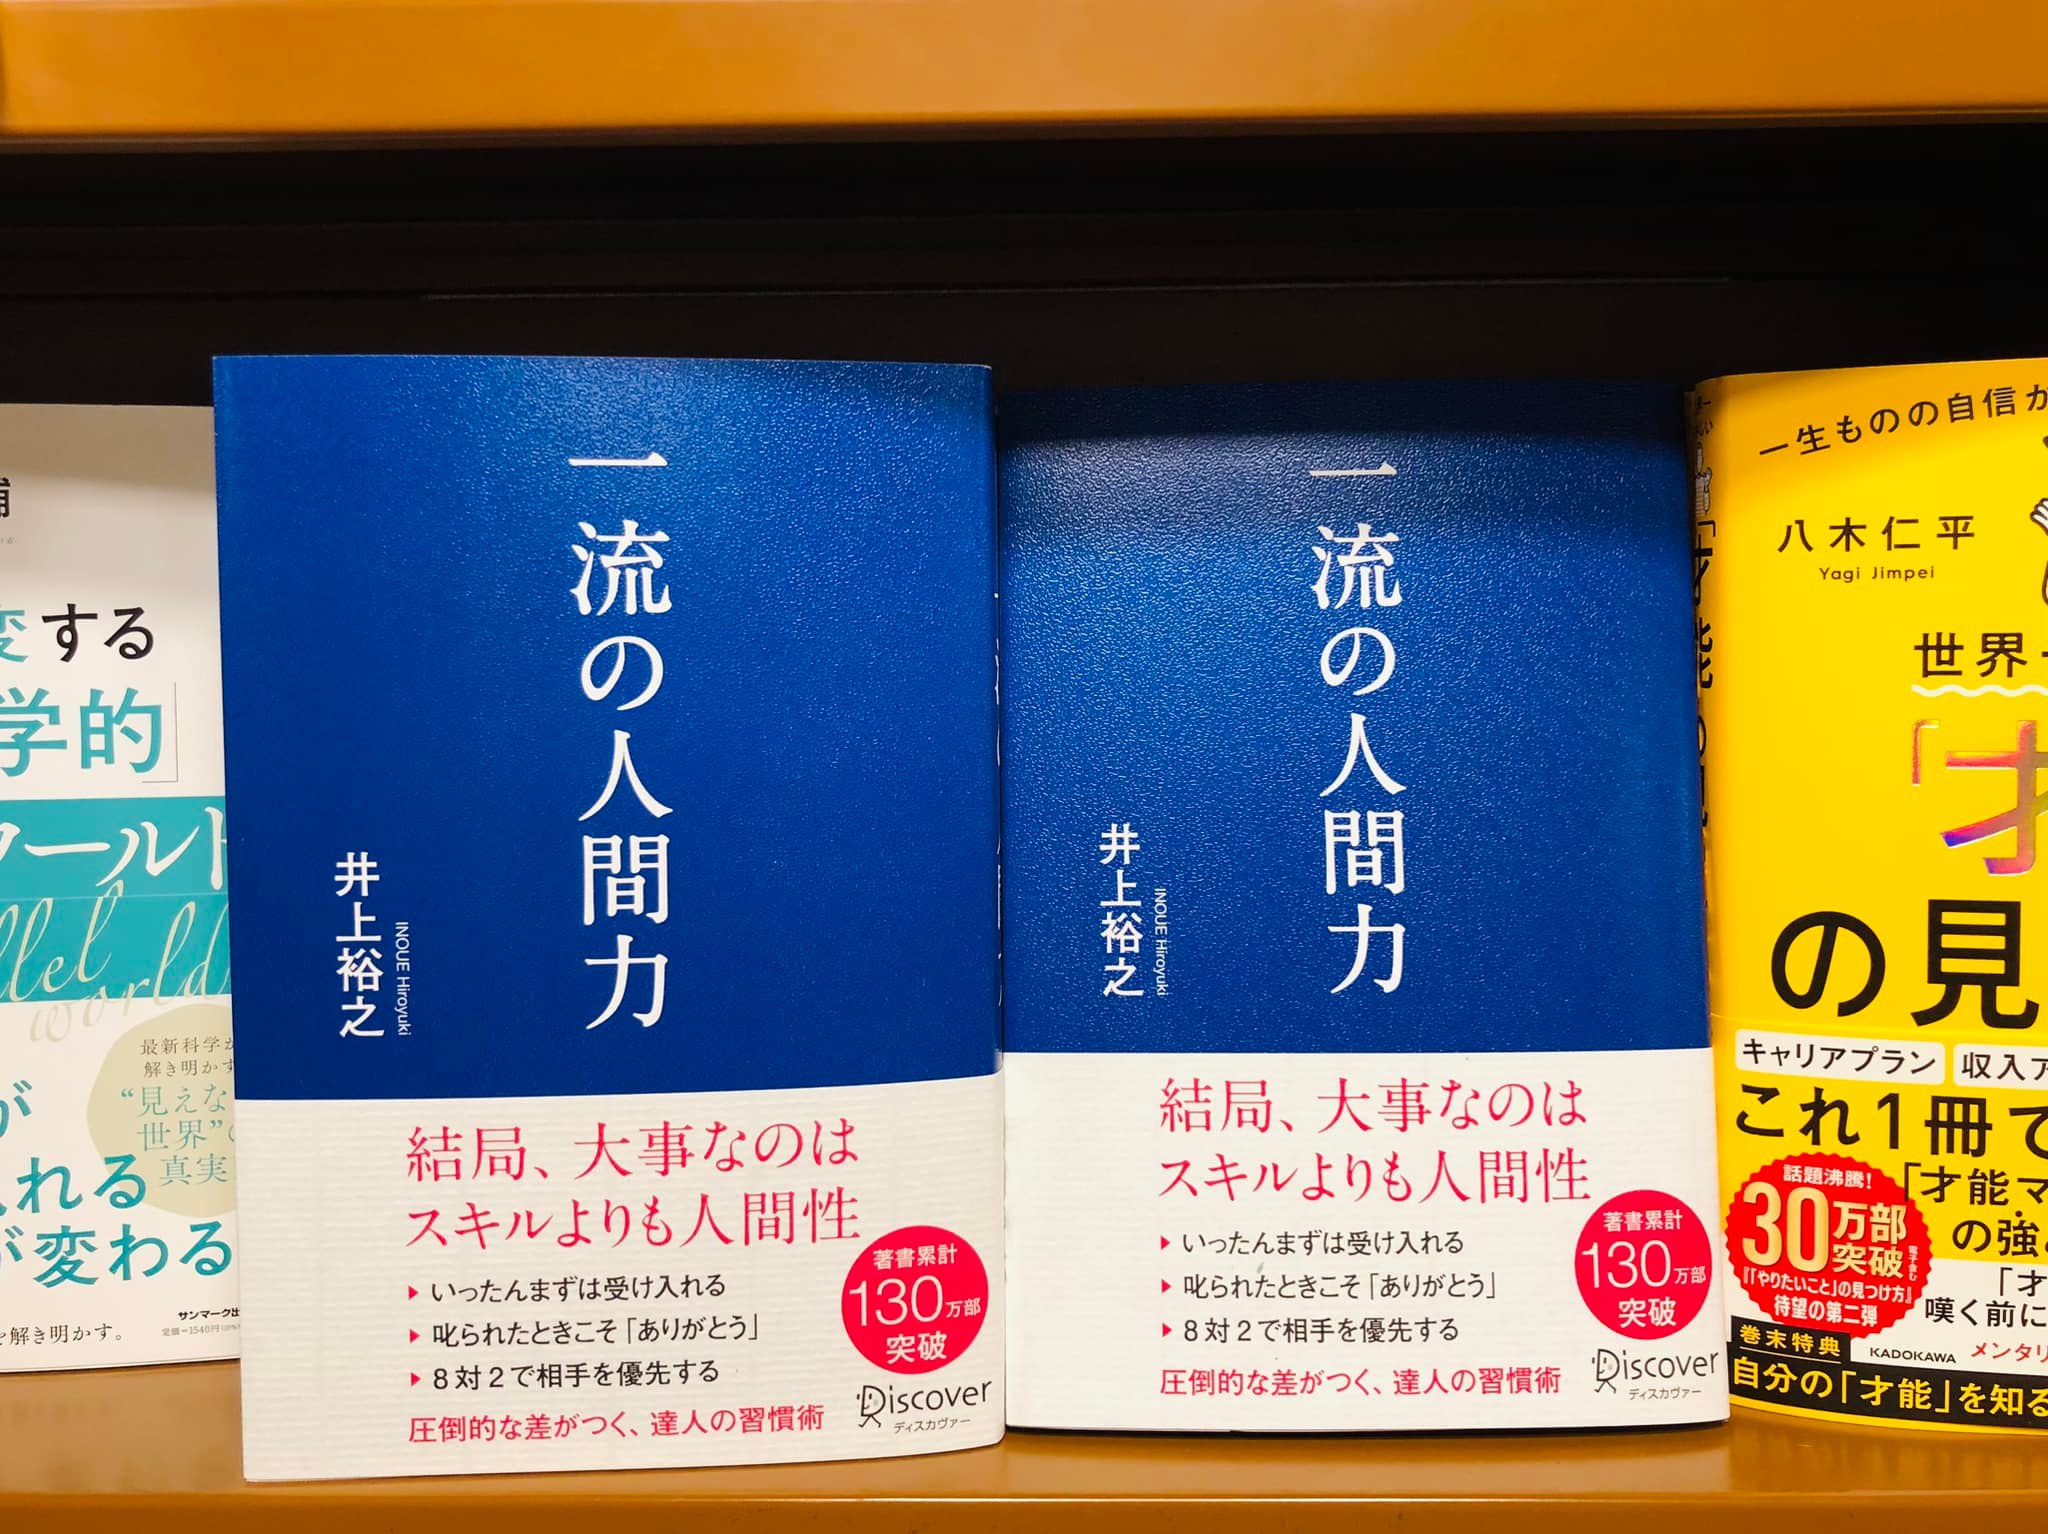 変する
学的」
ワールド
world
最新科学が
解き明かす
“見えない
世界”の
真実
が
れる
が変わる
サンマーク出
定価=1540円
を解き明かす。
一流の人間力
井上裕之
INOUE Hiroyuki
結局、大事なのは
スキルよりも人間性
いったんまずは受け入れる
叱られたときこそ「ありがとう」
8対2で相手を優先する
圧倒的な差がつく、達人の習慣術
著書累計
130万部
突破
Discover
ディスカヴァー
一流の人間力
井上裕之
INOUE Hiroyuki
結局、大事なのは
スキルよりも人間性
いったんまずは受け入れる
叱られたときこそ「ありがとう」
8対2で相手を優先する
圧倒的な差がつく、達人の習慣術
著書累計
130万部
突破
Discover
ディスカヴァー
一生ものの自信が
八木仁平
Yagi Jimpei
世界一
「才
の見
キャリアプラン
収入ア
これ1冊で
「才能マ
の強
話題沸騰!
30万部
突破
電子含む
『「やりたいこと」の見つけ方』
待望の第二弾
「才
嘆く前に
巻末特典
KADOKAWA
メンタリ
自分の「才能」を知る